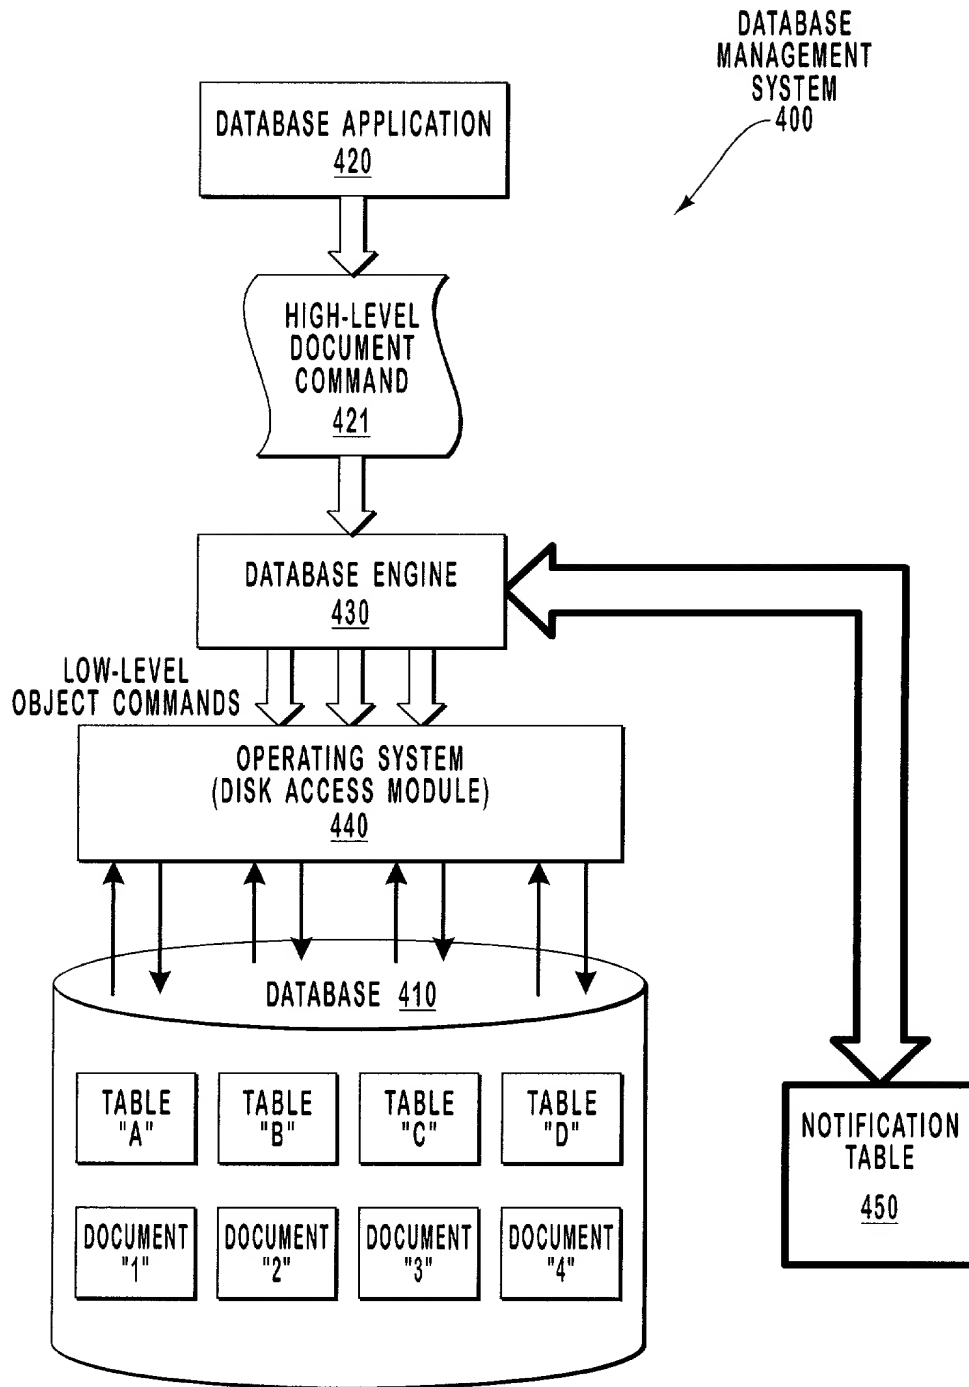 DATABASE
MANAGEMENT
SYSTEM
400
DATABASE APPLICATION
420
HIGH-LEVEL
DOCUMENT
COMMAND
421
DATABASE ENGINE
430
LOW-LEVEL
OBJECT COMMANDS
OPERATING SYSTEM
(DISK ACCESS MODULE)
440
DATABASE 410
TABLE
"A"
TABLE
"B"
TABLE
"C"
TABLE
"D"
DOCUMENT
"1"
DOCUMENT
"2"
DOCUMENT
"3"
DOCUMENT
"4"
NOTIFICATION
TABLE
450